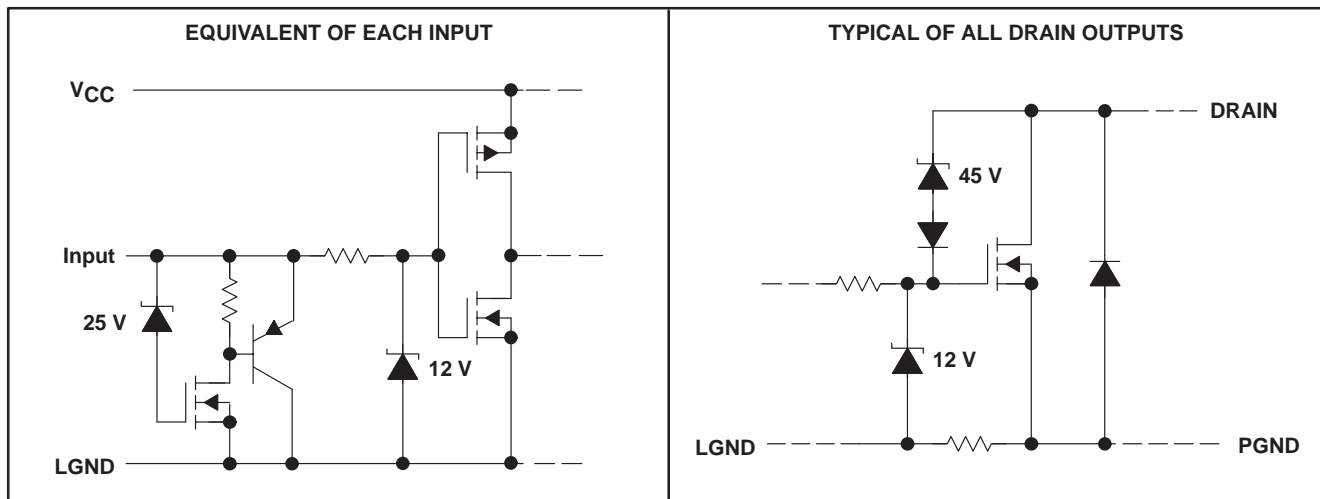 EQUIVALENT OF EACH INPUT
VCC
Input
25 V
12 V
LGND
TYPICAL OF ALL DRAIN OUTPUTS
DRAIN
45 V
12 V
LGND
PGND